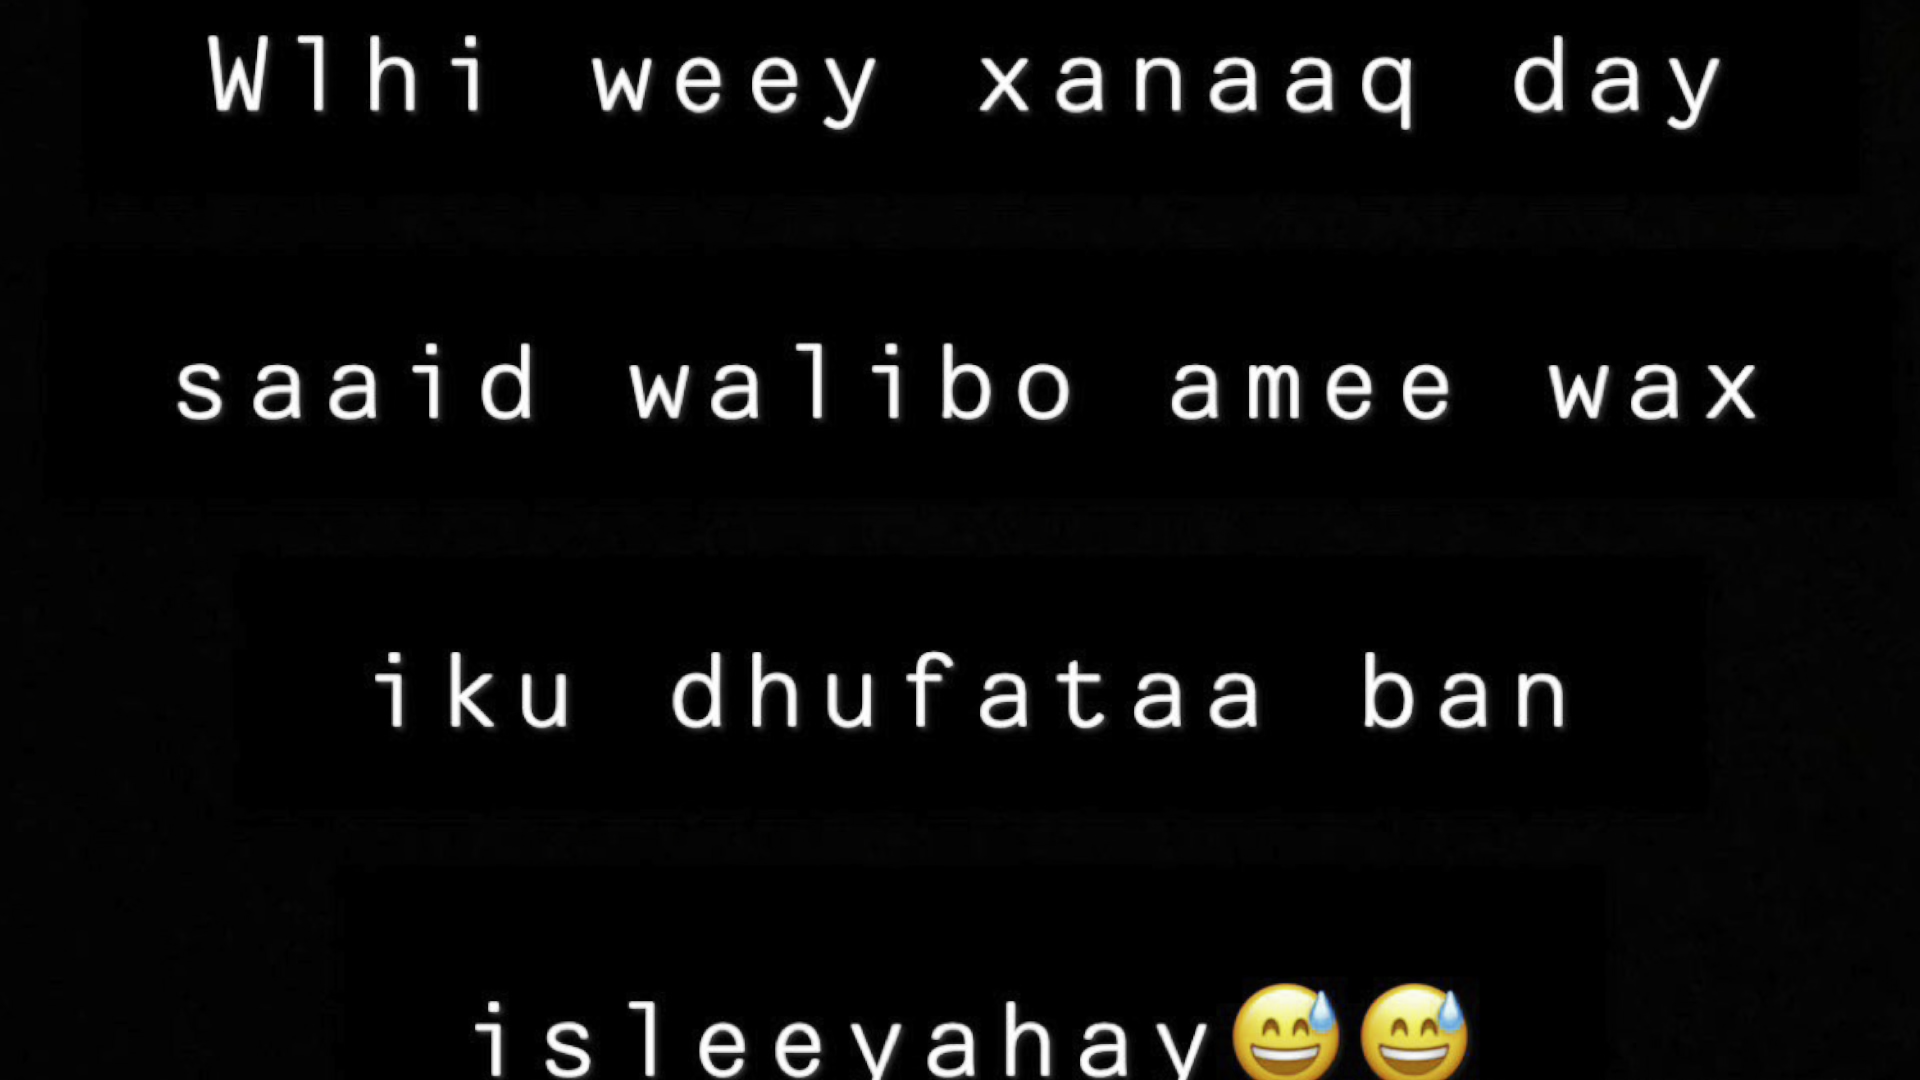 Wlhi weey xanaaq day
saaid walibo amee wax
iku dhufataa ban
isleeyahay😅😅